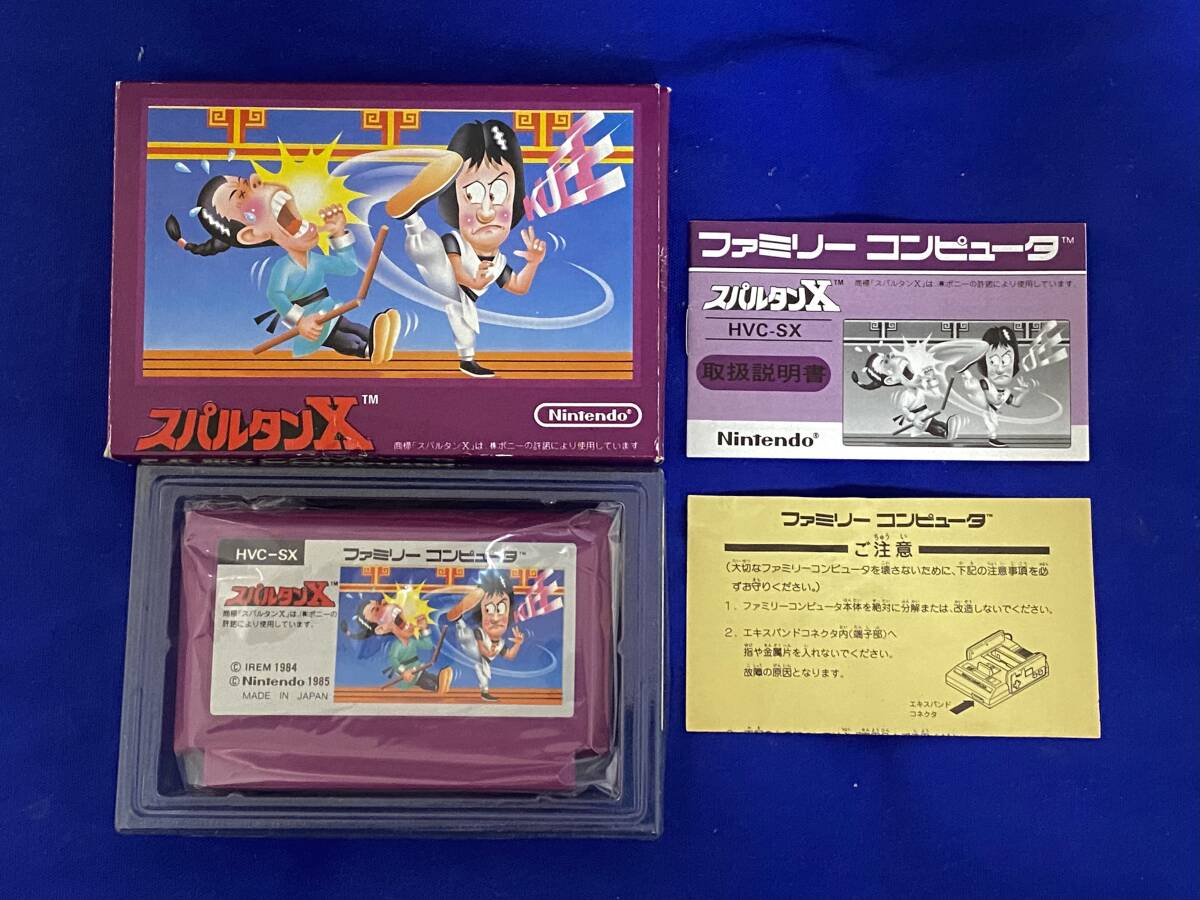 スパルタンX™
Nintendo®
商標「スパルタンX」は、㈱ポニーの許諾により使用しています
ファミリー コンピュータ™
スパルタンX™
商標「スパルタンX」は、㈱ポニーの許諾により使用しています.
HVC-SX
取扱説明書
Nintendo®
HVC-SX
ファミリー コンピュータ™
スパルタンX™
商標「スパルタンX」は、㈱ポニーの
許諾により使用しています.
© IREM 1984
© Nintendo 1985
MADE IN JAPAN
ファミリー コンピュータ™
ご注意
(大切なファミリーコンピュータを壊さないために、下記の注意事項を必
ずお守りください。)
1. ファミリーコンピュータ本体を絶対に分解または、改造しないでください。
2. エキスパンドコネクタ内(端子部)へ
指や金属片を入れないでください。
故障の原因となります。
エキスパンド
コネクタ